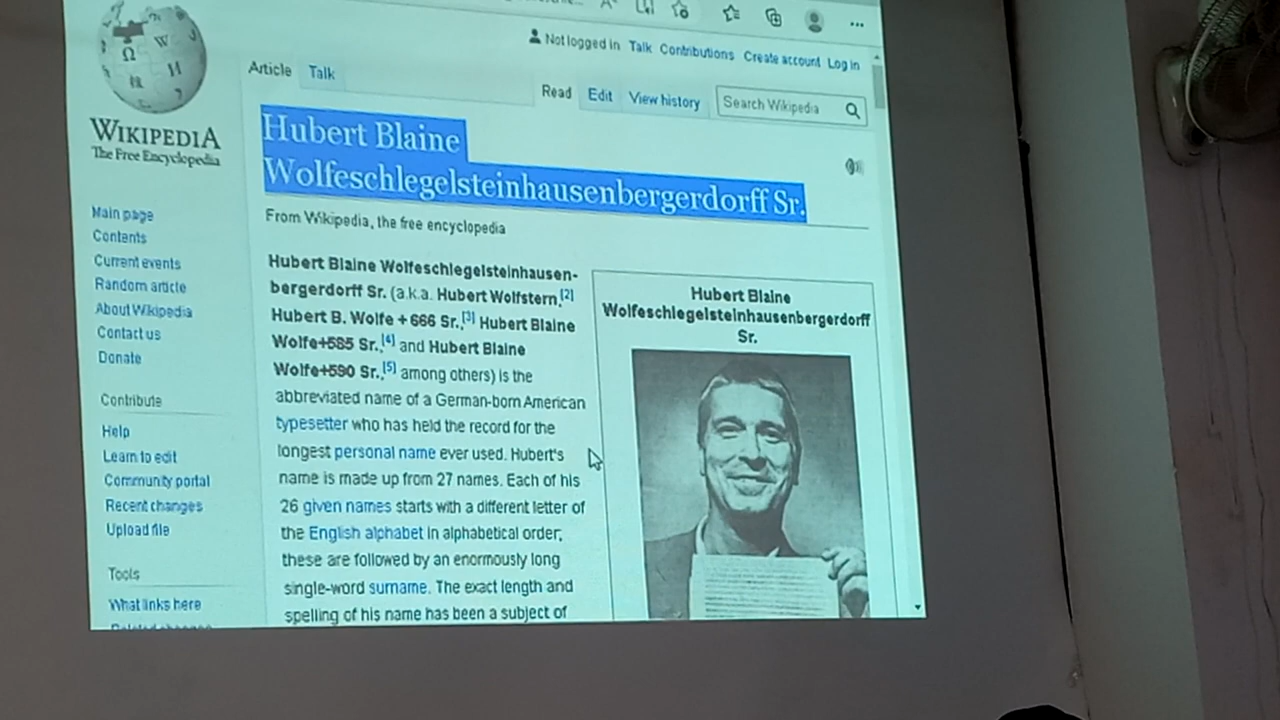 Not logged in Talk Contributions Create account Log in
Article Talk
Read Edit View history Search Wikipedia
WIKIPEDIA
The Free Encyclopedia
Main page
Contents
Current events
Random article
About Wikipedia
Contact us
Donate
Contribute
Help
Learn to edit
Community portal
Recent changes
Upload file
Tools
What links here
Hubert Blaine
Wolfeschlegelsteinhausenbergerdorff Sr.
From Wikipedia, the free encyclopedia
Hubert Blaine Wolfeschlegelsteinhausen-
bergerdorff Sr. (a.k.a. Hubert Wolfstern,[2]
Hubert B. Wolfe + 666 Sr.,[3] Hubert Blaine
Wolfe+585 Sr.,[4] and Hubert Blaine
Wolfe+590 Sr.,[5] among others) is the
abbreviated name of a German-born American
typesetter who has held the record for the
longest personal name ever used. Hubert's
name is made up from 27 names. Each of his
26 given names starts with a different letter of
the English alphabet in alphabetical order;
these are followed by an enormously long
single-word surname. The exact length and
spelling of his name has been a subject of
Hubert Blaine
Wolfeschlegelsteinhausenbergerdorff
Sr.